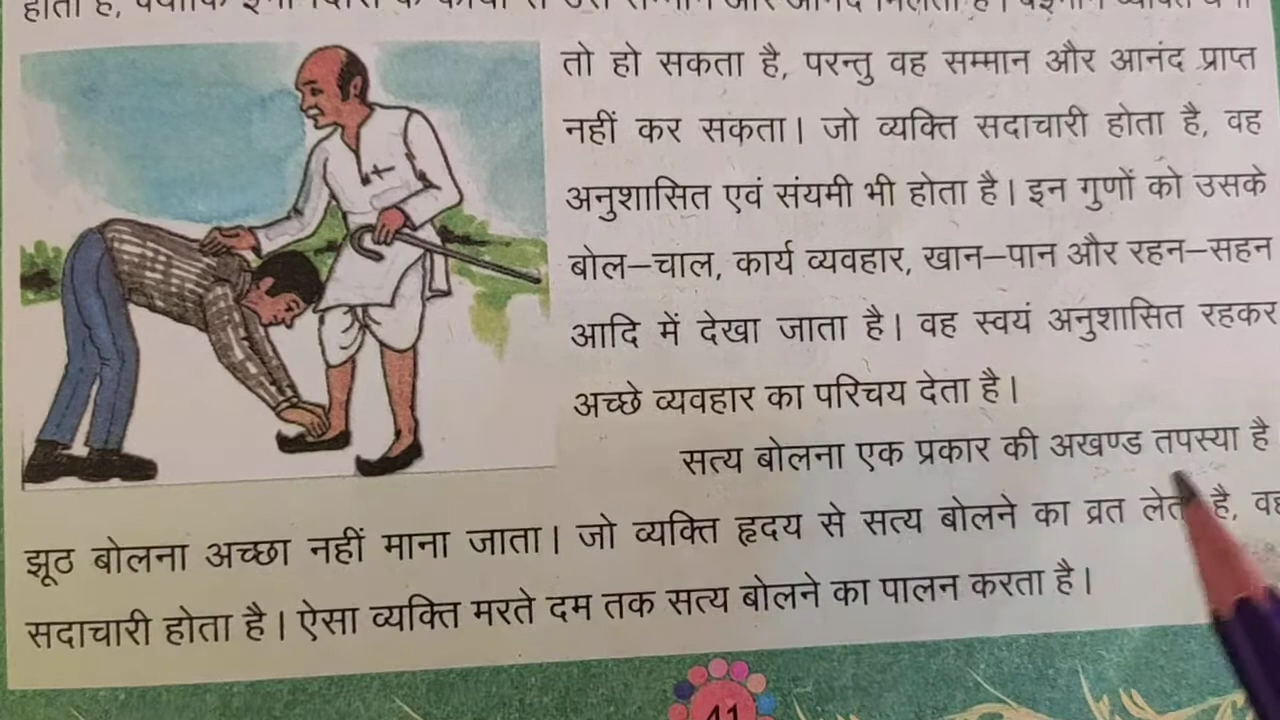 तो हो सकता है, परन्तु वह सम्मान और आनंद प्राप्त
नहीं कर सकता। जो व्यक्ति सदाचारी होता है, वह
अनुशासित एवं संयमी भी होता है। इन गुणों को उसके
बोल–चाल, कार्य व्यवहार, खान–पान और रहन–सहन
आदि में देखा जाता है। वह स्वयं अनुशासित रहकर
अच्छे व्यवहार का परिचय देता है।
सत्य बोलना एक प्रकार की अखण्ड तपस्या है
झूठ बोलना अच्छा नहीं माना जाता। जो व्यक्ति हृदय से सत्य बोलने का व्रत है, वह
सदाचारी होता है। ऐसा व्यक्ति मरते दम तक सत्य बोलने का पालन करता है।
41